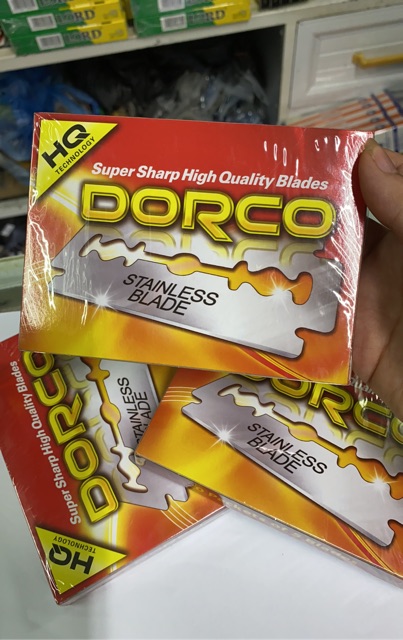 HQ
TECHNOLOGY
Super Sharp High Quality Blades
DORCO
STAINLESS
BLADE
Super Sharp High Quality Blades
DORCO
STAINLESS
BLADE
HQ
TECHNOLOGY
DORCO
STAINLESS
BLADE